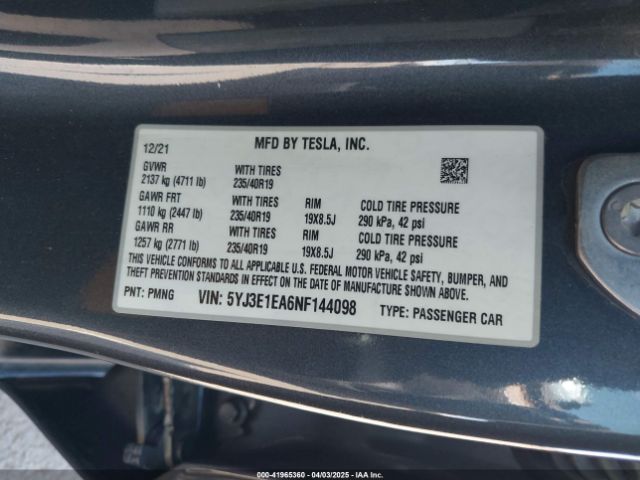 12/21 MFD BY TESLA, INC.
GVWR WITH TIRES
2137 kg (4711 lb) 235/40R19
GAWR FRT WITH TIRES RIM COLD TIRE PRESSURE
1110 kg (2447 lb) 235/40R19 19X8.5J 290 kPa, 42 psi
GAWR RR WITH TIRES RIM COLD TIRE PRESSURE
1257 kg (2771 lb) 235/40R19 19X8.5J 290 kPa, 42 psi
THIS VEHICLE CONFORMS TO ALL APPLICABLE U.S. FEDERAL MOTOR VEHICLE SAFETY, BUMPER, AND
THEFT PREVENTION STANDARDS IN EFFECT ON THE DATE OF MANUFACTURE SHOWN ABOVE.
PNT: PMNG VIN: 5YJ3E1EA6NF144098 TYPE: PASSENGER CAR
000-41965360 - 04/03/2025 - IAA Inc.